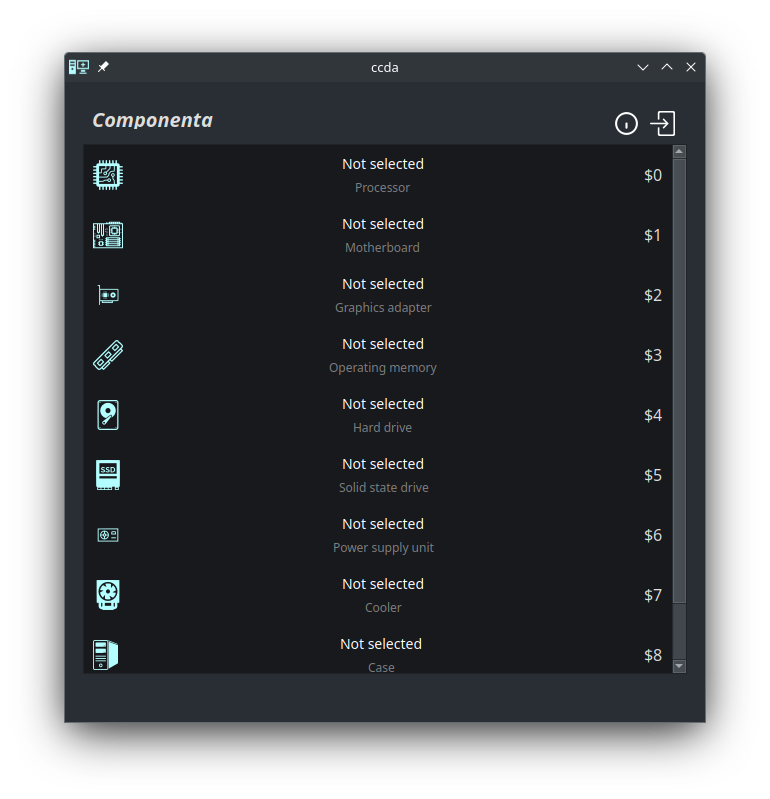 ccda
Componenta
Not selected
Processor
$0
Not selected
Motherboard
$1
Not selected
Graphics adapter
$2
Not selected
Operating memory
$3
Not selected
Hard drive
$4
SSD
Not selected
Solid state drive
$5
Not selected
Power supply unit
$6
Not selected
Cooler
$7
Not selected
Case
$8